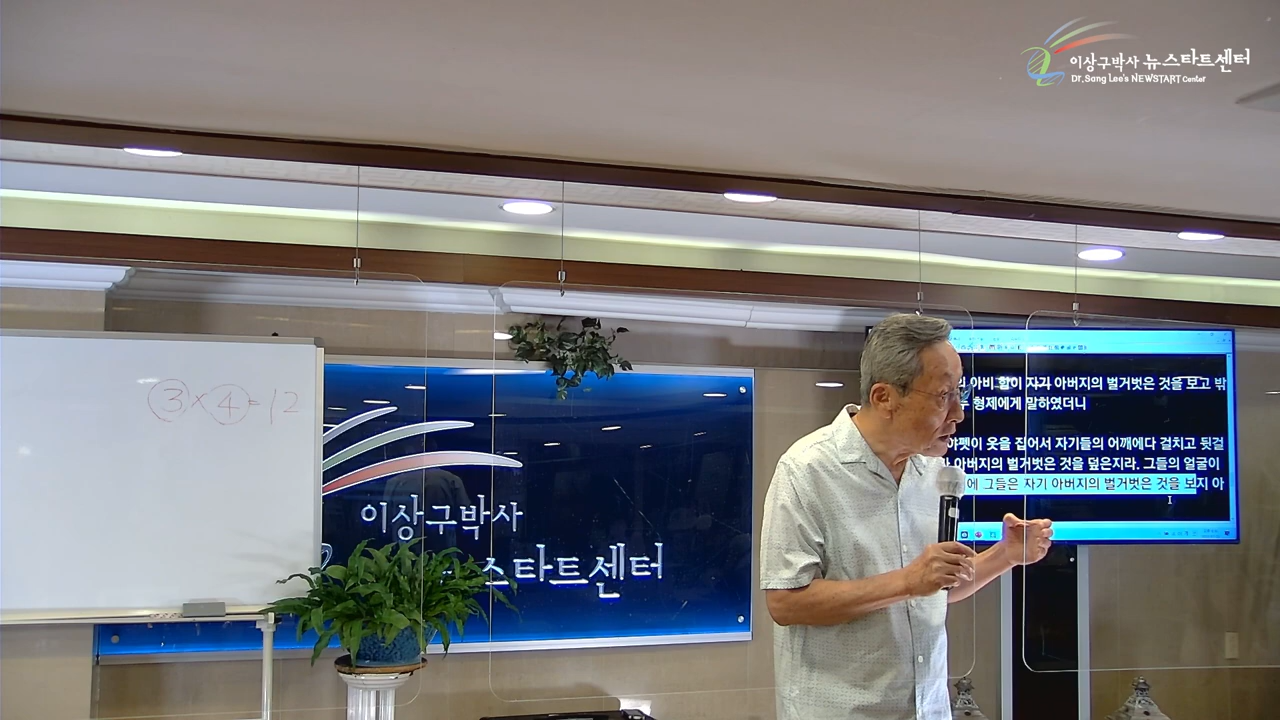 이상구박사 뉴스타트센터
Dr. Sang Lee's NEWSTART Center
3 x 4 = 12
이상구박사
스타트센터
아비 함이 자기 아버지의 벌거벗은 것을 보고 밖
형제에게 말하였더니
야펫이 옷을 집어서 자기들의 어깨에다 걸치고 뒷걸
아버지의 벌거벗은 것을 덮은지라. 그들의 얼굴이
그들은 자기 아버지의 벌거벗은 것을 보지 아